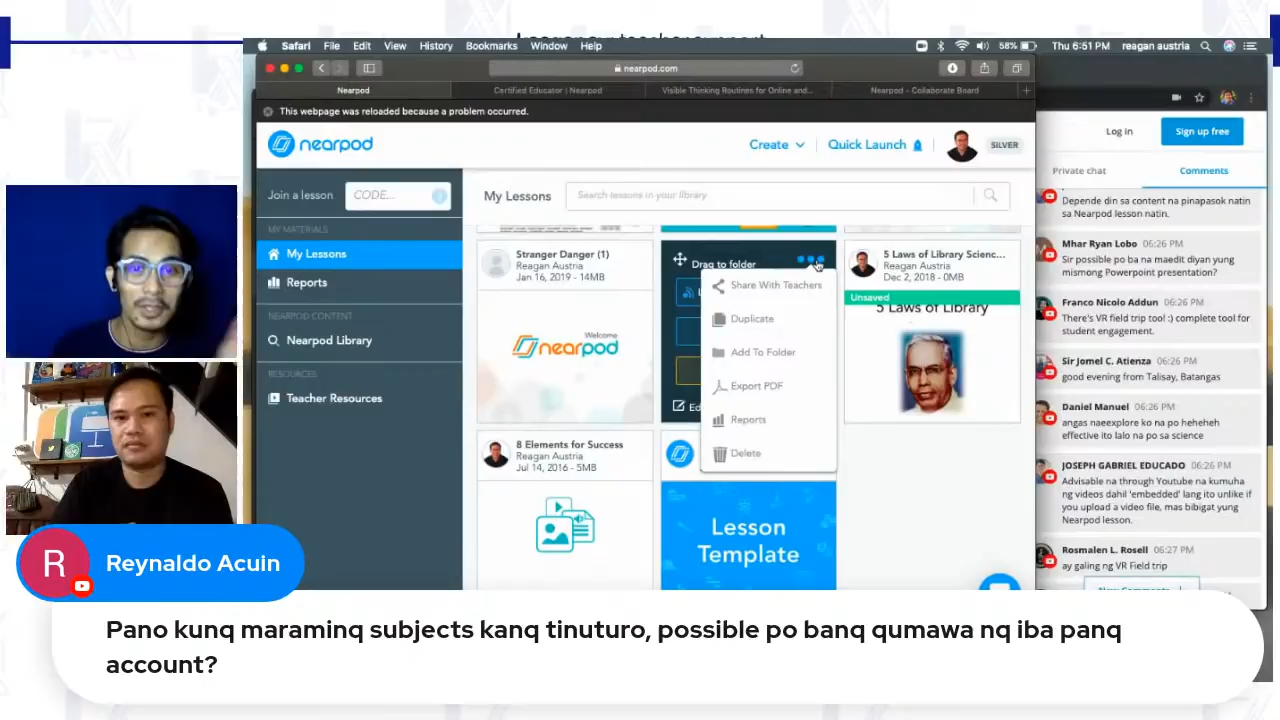 Safari File Edit View History Bookmarks Window Help
58% Thu 6:51 PM reagan austria
nearpod.com
Nearpod
Certified Educator | Nearpod
Visible Thinking Routines for Online and...
Nearpod - Collaborate Board
This webpage was reloaded because a problem occurred.
nearpod
Create
Quick Launch
SILVER
Join a lesson
CODE...
MY MATERIALS
My Lessons
Reports
NEARPOD CONTENT
Nearpod Library
RESOURCES
Teacher Resources
My Lessons
Search lessons in your library
Stranger Danger (1)
Reagan Austria
Jan 16, 2019 - 14MB
Welcome
nearpod
Drag to folder
Share With Teachers
Duplicate
Add To Folder
Export PDF
Reports
Delete
5 Laws of Library Scienc...
Reagan Austria
Dec 2, 2018 - 0MB
Unsaved
5 Laws of Library
8 Elements for Success
Reagan Austria
Jul 14, 2016 - 5MB
Lesson
Template
Log in
Sign up free
Private chat
Comments
Depende din sa content na pinapasok natin
sa Nearpod lesson natin.
Mhar Ryan Lobo 06:26 PM
Sir possible po ba na maedit diyan yung
mismong Powerpoint presentation?
Franco Nicolo Addun 06:26 PM
There's VR field trip tool! :) complete tool for
student engagement.
Sir Jomel C. Atienza 06:26 PM
good evening from Talisay, Batangas
Daniel Manuel 06:26 PM
angas naeexplore ko na po heheheh
effective ito lalo na po sa science
JOSEPH GABRIEL EDUCADO 06:26 PM
Advisable na through Youtube na kumuha
ng videos dahil 'embedded' lang ito unlike if
you upload a video file, mas bibigat yung
Nearpod lesson.
Rosmalen L. Rosell 06:27 PM
ay galing ng VR Field trip
R
Reynaldo Acuin
Pano kung maraming subjects kang tinuturo, possible po bang gumawa ng iba pang
account?